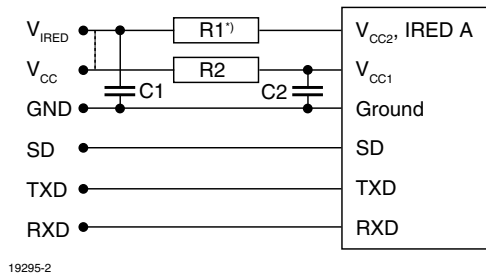 V_IRED R1*) V_CC2, IRED A
V_CC R2 V_CC1
C1 C2
GND Ground
SD SD
TXD TXD
RXD RXD
19295-2